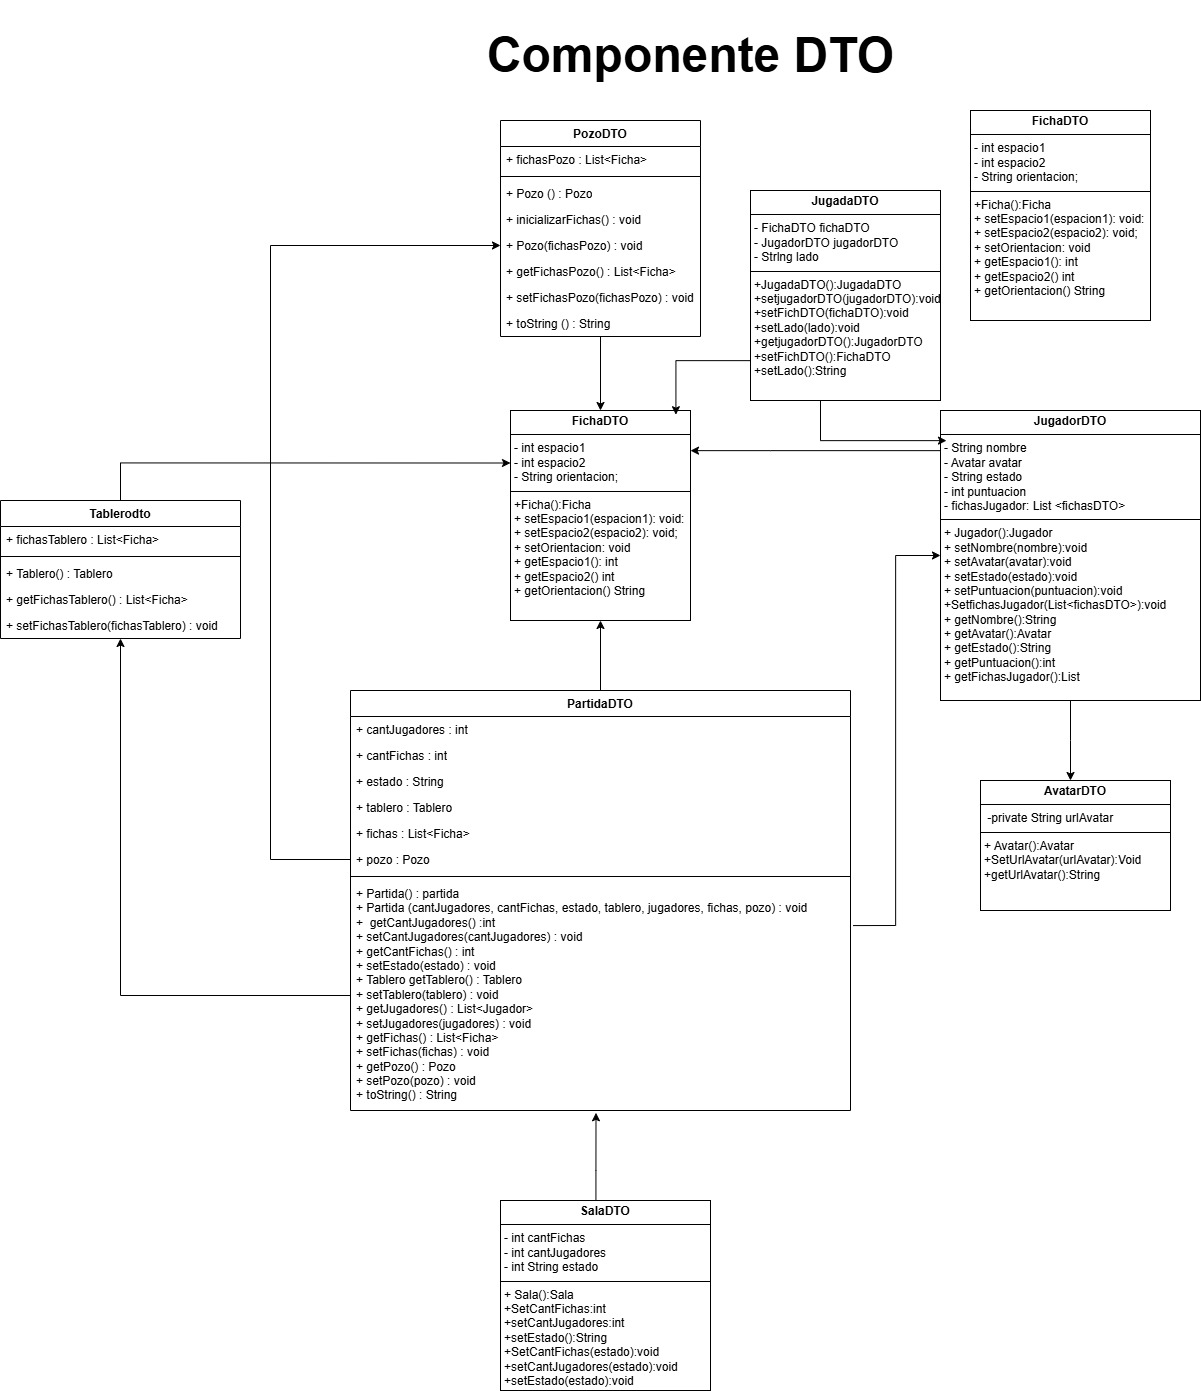 Componente DTO
PozoDTO
+ fichasPozo : List<Ficha>
+ Pozo () : Pozo
+ inicializarFichas() : void
+ Pozo(fichasPozo) : void
+ getFichasPozo() : List<Ficha>
+ setFichasPozo(fichasPozo) : void
+ toString () : String
JugadaDTO
- FichaDTO fichaDTO
- JugadorDTO jugadorDTO
- StrIng lado
+JugadaDTO():JugadaDTO
+setjugadorDTO(jugadorDTO):void
+setFichDTO(fichaDTO):void
+setLado(lado):void
+getjugadorDTO():JugadorDTO
+setFichDTO():FichaDTO
+setLado():String
FichaDTO
- int espacio1
- int espacio2
- String orientacion;
+Ficha():Ficha
+ setEspacio1(espacion1): void:
+ setEspacio2(espacio2): void;
+ setOrientacion: void
+ getEspacio1(): int
+ getEspacio2() int
+ getOrientacion() String
FichaDTO
- int espacio1
- int espacio2
- String orientacion;
+Ficha():Ficha
+ setEspacio1(espacion1): void:
+ setEspacio2(espacio2): void;
+ setOrientacion: void
+ getEspacio1(): int
+ getEspacio2() int
+ getOrientacion() String
JugadorDTO
- String nombre
- Avatar avatar
- String estado
- int puntuacion
- fichasJugador: List <fichasDTO>
+ Jugador():Jugador
+ setNombre(nombre):void
+ setAvatar(avatar):void
+ setEstado(estado):void
+ setPuntuacion(puntuacion):void
+SetfichasJugador(List<fichasDTO>):void
+ getNombre():String
+ getAvatar():Avatar
+ getEstado():String
+ getPuntuacion():int
+ getFichasJugador():List
Tablerodto
+ fichasTablero : List<Ficha>
+ Tablero() : Tablero
+ getFichasTablero() : List<Ficha>
+ setFichasTablero(fichasTablero) : void
PartidaDTO
+ cantJugadores : int
+ cantFichas : int
+ estado : String
+ tablero : Tablero
+ fichas : List<Ficha>
+ pozo : Pozo
+ Partida() : partida
+ Partida (cantJugadores, cantFichas, estado, tablero, jugadores, fichas, pozo) : void
+ getCantJugadores() :int
+ setCantJugadores(cantJugadores) : void
+ getCantFichas() : int
+ setEstado(estado) : void
+ Tablero getTablero() : Tablero
+ setTablero(tablero) : void
+ getJugadores() : List<Jugador>
+ setJugadores(jugadores) : void
+ getFichas() : List<Ficha>
+ setFichas(fichas) : void
+ getPozo() : Pozo
+ setPozo(pozo) : void
+ toString() : String
AvatarDTO
-private String urlAvatar
+ Avatar():Avatar
+SetUrlAvatar(urlAvatar):Void
+getUrlAvatar():String
SalaDTO
- int cantFichas
- int cantJugadores
- int String estado
+ Sala():Sala
+SetCantFichas:int
+setCantJugadores:int
+setEstado():String
+SetCantFichas(estado):void
+setCantJugadores(estado):void
+setEstado(estado):void